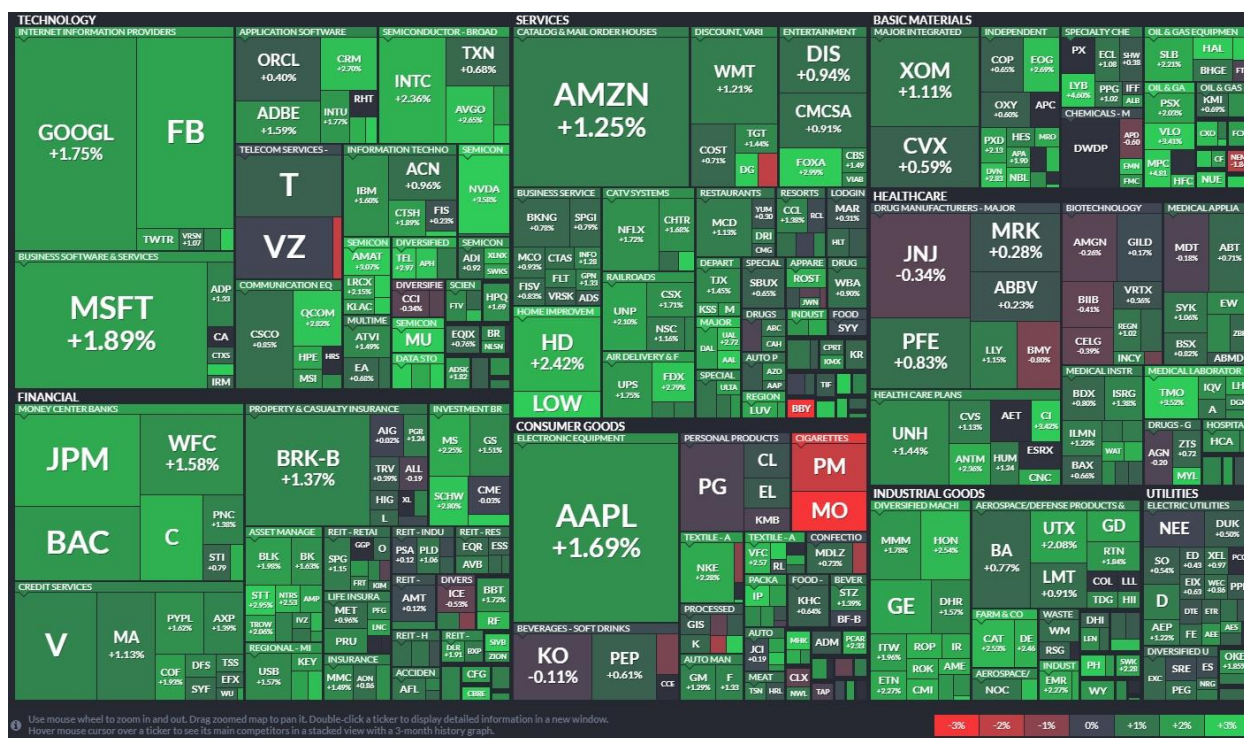 TECHNOLOGY
INTERNET INFORMATION PROVIDERS
GOOGL
+1.75%
FB
TWTR
VRSN
+1.07
APPLICATION SOFTWARE
ORCL
+0.40%
CRM
+2.70%
ADBE
+1.59%
INTU
+1.77%
RHT
SEMICONDUCTOR - BROAD
INTC
+2.36%
TXN
+0.68%
AVGO
+2.65%
TELECOM SERVICES -
T
VZ
INFORMATION TECHNO
IBM
+1.60%
ACN
+0.96%
CTSH
+1.89%
FIS
+0.23%
SEMICON
NVDA
+3.58%
BUSINESS SOFTWARE & SERVICES
MSFT
+1.89%
ADP
+1.33
CA
CTXS
IRM
COMMUNICATION EQ
CSCO
+0.85%
QCOM
+2.82%
HPE
HRS
MSI
SEMICON
AMAT
+3.07%
LRCX
+2.15%
KLAC
DIVERSIFIED
TEL
+2.97
APH
SEMICON
ADI
+0.92
XLNX
SWKS
DIVERSIFIE
CCI
-0.34%
SCIEN
FTV
HPQ
+1.69
MULTIME
ATVI
+1.49%
EA
+0.68%
SEMICON
MU
DATA STO
EQIX
+0.76%
BR
NLSN
ADSK
+1.82
SERVICES
CATALOG & MAIL ORDER HOUSES
AMZN
+1.25%
DISCOUNT, VARI
WMT
+1.21%
COST
+0.71%
TGT
+1.44%
DG
ENTERTAINMENT
DIS
+0.94%
CMCSA
+0.91%
FOXA
+2.99%
CBS
+1.49
VIAB
BUSINESS SERVICE
BKNG
+0.78%
SPGI
+0.79%
MCO
+0.93%
CTAS
INFO
+1.28
FISV
+0.83%
FLT
GPN
+1.33
VRSK
ADS
CATV SYSTEMS
NFLX
+1.72%
CHTR
+1.68%
RESTAURANTS
MCD
+1.13%
YUM
+0.30
DRI
CMG
RESORTS
CCL
+1.38%
RCL
LODGIN
MAR
+0.31%
HLT
RAILROADS
UNP
+2.10%
CSX
+1.71%
NSC
+1.16%
DEPART
TJX
+1.45%
KSS
M
SPECIAL
SBUX
+0.65%
APPARE
ROST
JWN
DRUG
WBA
+0.90%
HOME IMPROVEM
HD
+2.42%
LOW
MAJOR
DAL
UAL
+2.72
AAL
DRUGS
ABC
CAH
INDUST
FOOD
SYY
AIR DELIVERY & F
UPS
+1.75%
FDX
+2.79%
SPECIAL
ULTA
AUTO P
AZO
AAP
CPRT
KMX
KR
REGION
LUV
BBY
TIF
BASIC MATERIALS
MAJOR INTEGRATED
XOM
+1.11%
CVX
+0.59%
INDEPENDENT
COP
+0.65%
EOG
+2.69%
OXY
+0.60%
APC
PXD
+2.13
HES
MRO
APA
+1.90
DVN
+2.83
NBL
SPECIALTY CHE
PX
ECL
+1.08
SHW
+0.38
LYB
+4.60%
PPG
+1.02
IFF
ALB
CHEMICALS - M
DWDP
APD
-0.60
EMN
FMC
OIL & GAS EQUIPMEN
SLB
+2.21%
HAL
BHGE
OIL & GA
PSX
+2.03%
VLO
+3.41%
MPC
+4.81
HFC
OIL & GAS
KMI
+0.69%
CXO
CF
NUE
HEALTHCARE
DRUG MANUFACTURERS - MAJOR
JNJ
-0.34%
MRK
+0.28%
ABBV
+0.23%
PFE
+0.83%
LLY
+1.15%
BMY
-0.80%
BIOTECHNOLOGY
AMGN
-0.26%
GILD
+0.17%
BIIB
-0.41%
VRTX
+0.36%
REGN
+1.02
CELG
-0.39%
INCY
MEDICAL APPLIA
MDT
-0.18%
ABT
+0.71%
SYK
+1.06%
EW
BSX
+0.82%
ABMD
HEALTH CARE PLANS
UNH
+1.44%
CVS
+1.13%
AET
CI
+3.42%
ANTM
+2.36%
HUM
+1.24
ESRX
CNC
MEDICAL INSTR
BDX
+0.80%
ISRG
+1.38%
ILMN
+1.22%
WAT
BAX
+0.66%
MEDICAL LABORATOR
TMO
+3.52%
IQV
A
DRUGS - G
AGN
-0.20
ZTS
+0.72
MYL
HOSPITA
HCA
FINANCIAL
MONEY CENTER BANKS
JPM
WFC
+1.58%
BAC
C
PNC
+1.38%
STI
+0.79
CREDIT SERVICES
V
MA
+1.13%
PYPL
+1.62%
AXP
+1.39%
COF
+1.92%
DFS
TSS
SYF
EFX
WU
PROPERTY & CASUALTY INSURANCE
BRK-B
+1.37%
AIG
+0.02%
PGR
+1.24
TRV
+0.39%
ALL
-0.19
HIG
XL
L
INVESTMENT BR
MS
+2.25%
GS
+1.51%
SCHW
+2.80%
CME
-0.03%
ASSET MANAGE
BLK
+1.98%
BK
+1.63%
STT
+2.95%
NTRS
+2.53
AMP
TROW
+2.06%
IVZ
REIT - RETAI
SPG
+1.15
GGP
O
FRT
KIM
REIT - INDU
PSA
+0.12
PLD
+1.06
REIT - RES
EQR
ESS
AVB
LIFE INSURA
MET
+0.96%
PFG
LNC
PRU
REIT -
AMT
+0.12%
DIVERS
ICE
-0.53%
BBT
+1.72%
RF
REGIONAL - MI
USB
+1.57%
KEY
INSURANCE
MMC
+1.49%
AON
+0.86
REIT - H
REIT -
DLR
+1.91
BXP
SIVB
ZION
ACCIDEN
AFL
CFG
CBRE
CONSUMER GOODS
ELECTRONIC EQUIPMENT
AAPL
+1.69%
PERSONAL PRODUCTS
PG
CL
EL
KMB
CIGARETTES
PM
MO
TEXTILE - A
NKE
+2.28%
TEXTILE - A
VFC
+2.57
RL
CONFECTIO
MDLZ
+0.73%
PACKA
IP
FOOD -
KHC
+0.64%
BEVER
STZ
+1.39%
BF-B
PROCESSED
GIS
K
BEVERAGES - SOFT DRINKS
KO
-0.11%
PEP
+0.61%
CCE
AUTO
JCI
+0.19
MHK
ADM
PCAR
+2.33
AUTO MAN
GM
+1.29%
F
+1.33
MEAT
TSN
HRL
CLX
NWL
TAP
INDUSTRIAL GOODS
DIVERSIFIED MACHI
MMM
+1.78%
HON
+2.54%
GE
DHR
+1.57%
ITW
+1.96%
ROP
IR
ETN
+2.27%
ROK
AME
CMI
AEROSPACE/DEFENSE PRODUCTS &
BA
+0.77%
UTX
+2.08%
GD
RTN
+1.84%
LMT
+0.91%
COL
LLL
TDG
HII
FARM & CO
CAT
+2.53%
DE
+2.46
WASTE
WM
RSG
DHI
LEN
AEROSPACE/
NOC
INDUST
EMR
+2.27%
PH
SWK
+2.28
WY
UTILITIES
ELECTRIC UTILITIES
NEE
DUK
+0.50%
SO
+0.54%
ED
+0.43
XEL
+0.97
D
EIX
+0.63
WEC
+0.86
DTE
ETR
AEP
+1.22%
FE
AEE
AES
DIVERSIFIED U
EXC
SRE
ES
OKE
PEG
NRG
Use mouse wheel to zoom in and out. Drag zoomed map to pan it. Double-click a ticker to display detailed information in a new window.
Hover mouse cursor over a ticker to see its main competitors in a stacked view with a 3-month history graph.
-3% -2% -1% 0% +1% +2% +3%